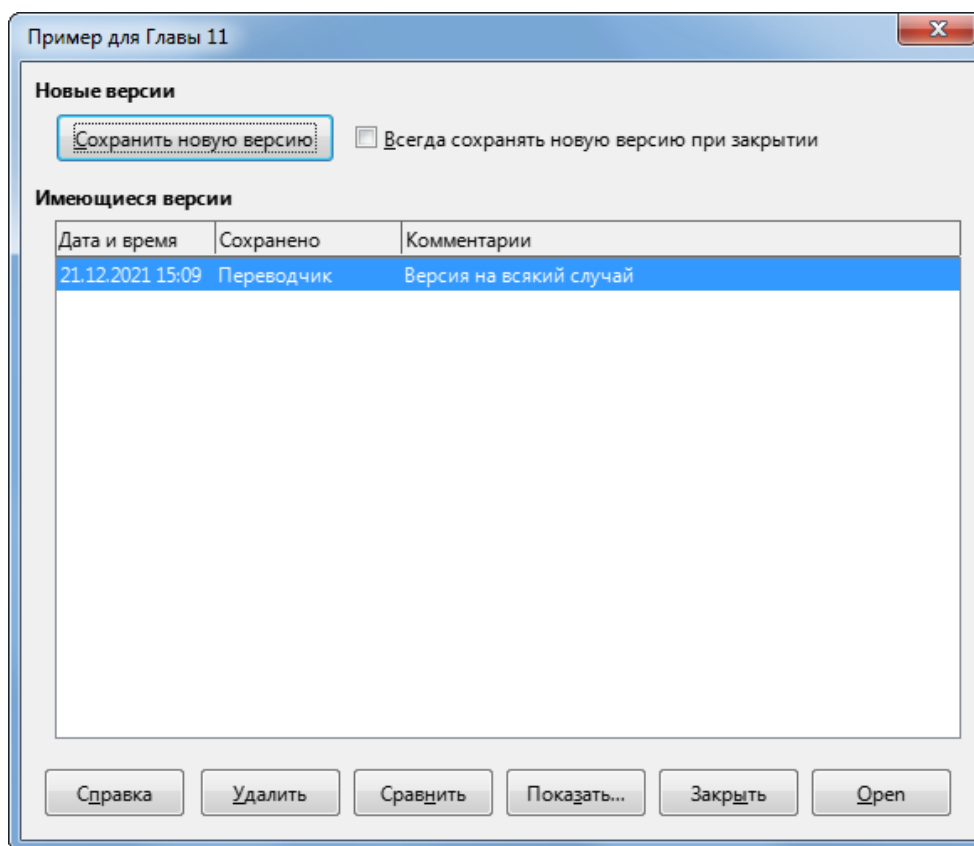 Пример для Главы 11
Новые версии
Сохранить новую версию Всегда сохранять новую версию при закрытии
Имеющиеся версии
Дата и время Сохранено Комментарии
21.12.2021 15:09 Переводчик Версия на всякий случай
Справка Удалить Сравнить Показать... Закрыть Open